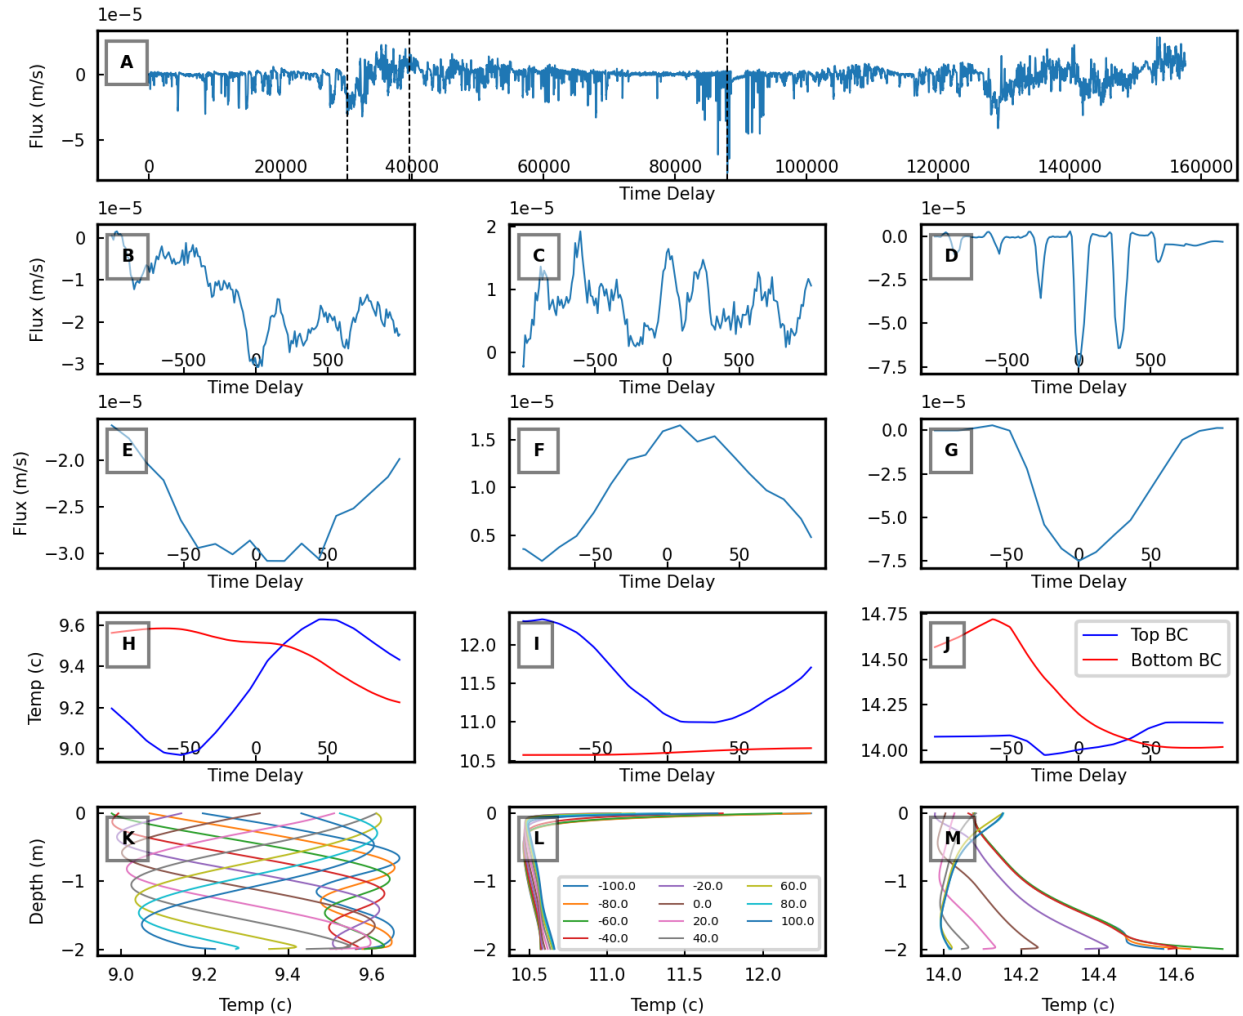 1e−5
A
Flux (m/s)
0
−5
0 20000 40000 60000 80000 100000 120000 140000 160000
Time Delay
1e−5 1e−5 1e−5
B C D
Flux (m/s)
0 −1 −2 −3
2 1 0
0.0 −2.5 −5.0 −7.5
−500 0 500 −500 0 500 −500 0 500
Time Delay Time Delay Time Delay
1e−5 1e−5 1e−5
E F G
Flux (m/s)
−2.0 −2.5 −3.0
1.5 1.0 0.5
0.0 −2.5 −5.0 −7.5
−50 0 50 −50 0 50 −50 0 50
Time Delay Time Delay Time Delay
H I J
Temp (c)
9.6 9.4 9.2 9.0
12.0 11.5 11.0 10.5
14.75 14.50 14.25 14.00
Top BC
Bottom BC
−50 0 50 −50 0 50 −50 0 50
Time Delay Time Delay Time Delay
K L M
Depth (m)
0 −1 −2
0 −1 −2
0 −1 −2
-100.0 -20.0 60.0
-80.0 0.0 80.0
-60.0 20.0 100.0
-40.0 40.0
9.0 9.2 9.4 9.6 10.5 11.0 11.5 12.0 14.0 14.2 14.4 14.6
Temp (c) Temp (c) Temp (c)